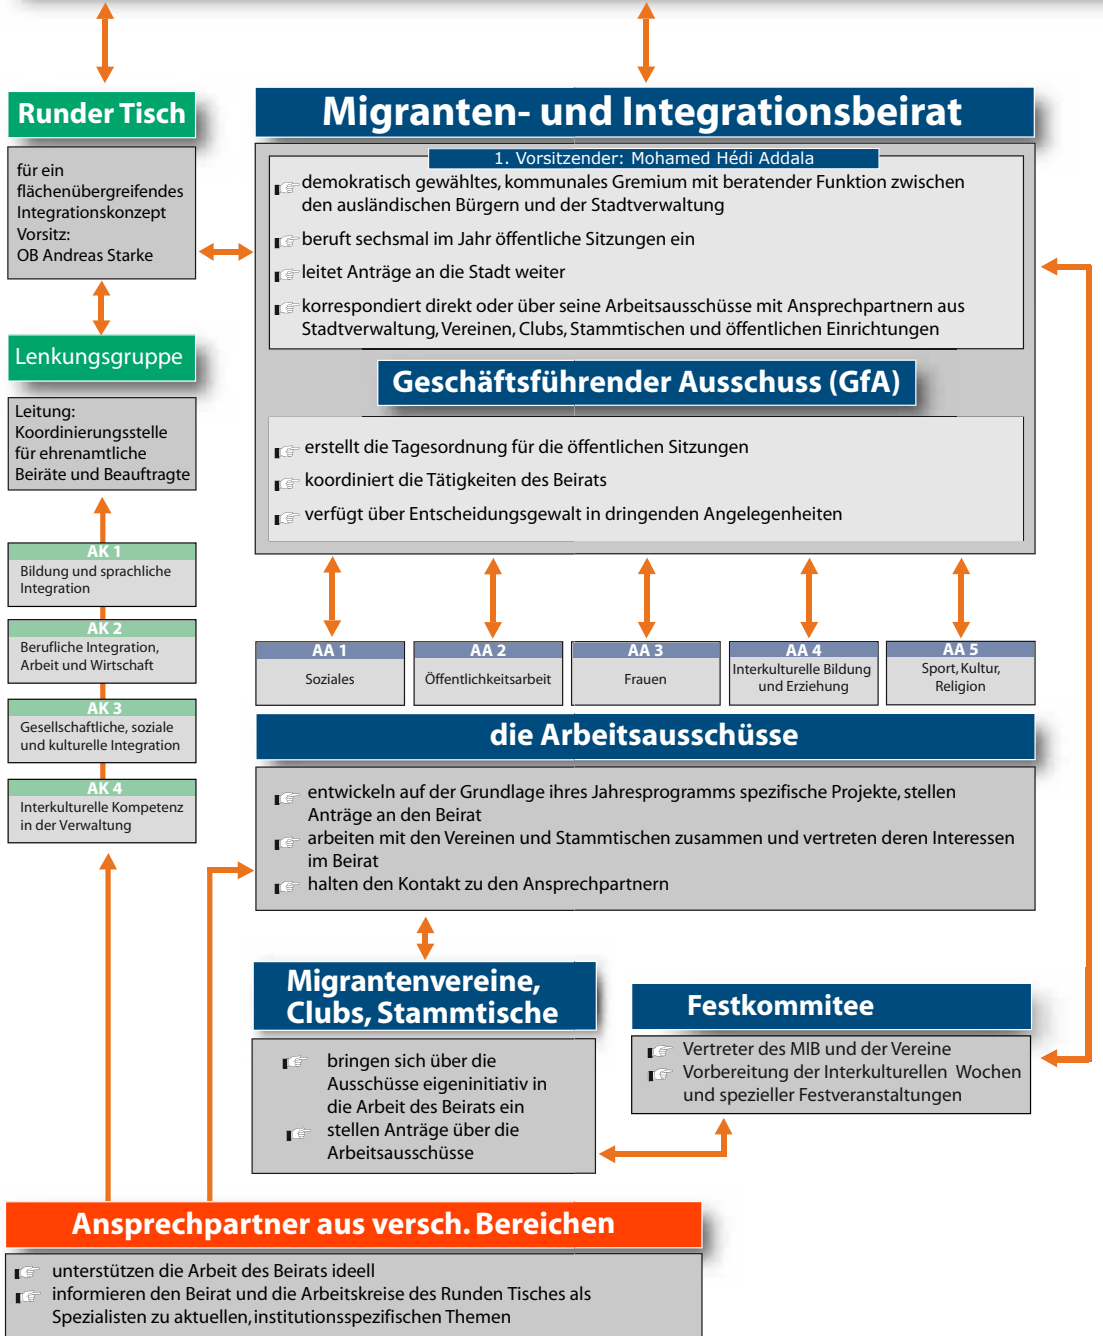 Runder Tisch
für ein
flächenübergreifendes
Integrationskonzept
Vorsitz:
OB Andreas Starke
Lenkungsgruppe
Leitung:
Koordinierungsstelle
für ehrenamtliche
Beiräte und Beauftragte
AK 1
Bildung und sprachliche
Integration
AK 2
Berufliche Integration,
Arbeit und Wirtschaft
AK 3
Gesellschaftliche, soziale
und kulturelle Integration
AK 4
Interkulturelle Kompetenz
in der Verwaltung
Migranten- und Integrationsbeirat
1. Vorsitzender: Mohamed Hédi Addala
demokratisch gewähltes, kommunales Gremium mit beratender Funktion zwischen
den ausländischen Bürgern und der Stadtverwaltung
beruft sechsmal im Jahr öffentliche Sitzungen ein
leitet Anträge an die Stadt weiter
korrespondiert direkt oder über seine Arbeitsausschüsse mit Ansprechpartnern aus
Stadtverwaltung, Vereinen, Clubs, Stammtischen und öffentlichen Einrichtungen
Geschäftsführender Ausschuss (GfA)
erstellt die Tagesordnung für die öffentlichen Sitzungen
koordiniert die Tätigkeiten des Beirats
verfügt über Entscheidungsgewalt in dringenden Angelegenheiten
AA 1
Soziales
AA 2
Öffentlichkeitsarbeit
AA 3
Frauen
AA 4
Interkulturelle Bildung
und Erziehung
AA 5
Sport, Kultur,
Religion
die Arbeitsausschüsse
entwickeln auf der Grundlage ihres Jahresprogramms spezifische Projekte, stellen
Anträge an den Beirat
arbeiten mit den Vereinen und Stammtischen zusammen und vertreten deren Interessen
im Beirat
halten den Kontakt zu den Ansprechpartnern
Migrantenvereine,
Clubs, Stammtische
bringen sich über die
Ausschüsse eigeninitiativ in
die Arbeit des Beirats ein
stellen Anträge über die
Arbeitsausschüsse
Festkommitee
Vertreter des MIB und der Vereine
Vorbereitung der Interkulturellen Wochen
und spezieller Festveranstaltungen
Ansprechpartner aus versch. Bereichen
unterstützen die Arbeit des Beirats ideell
informieren den Beirat und die Arbeitskreise des Runden Tisches als
Spezialisten zu aktuellen, institutionsspezifischen Themen